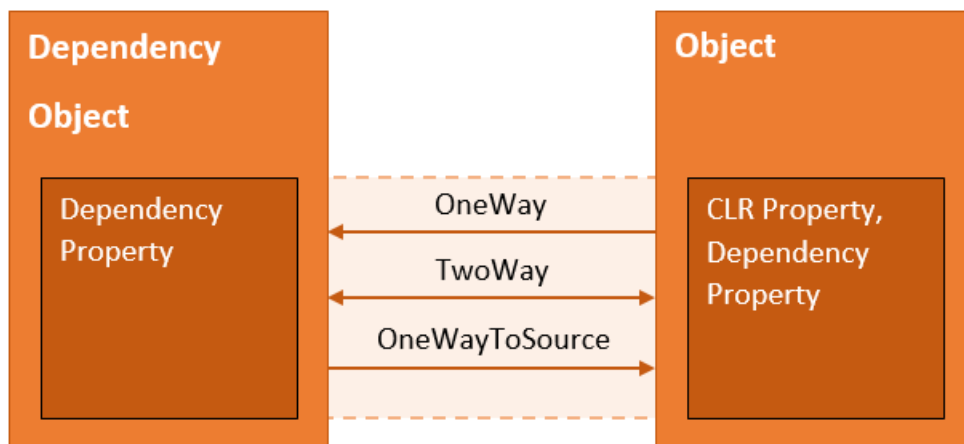 Dependency
Object
Dependency
Property
OneWay
TwoWay
OneWayToSource
Object
CLR Property,
Dependency
Property